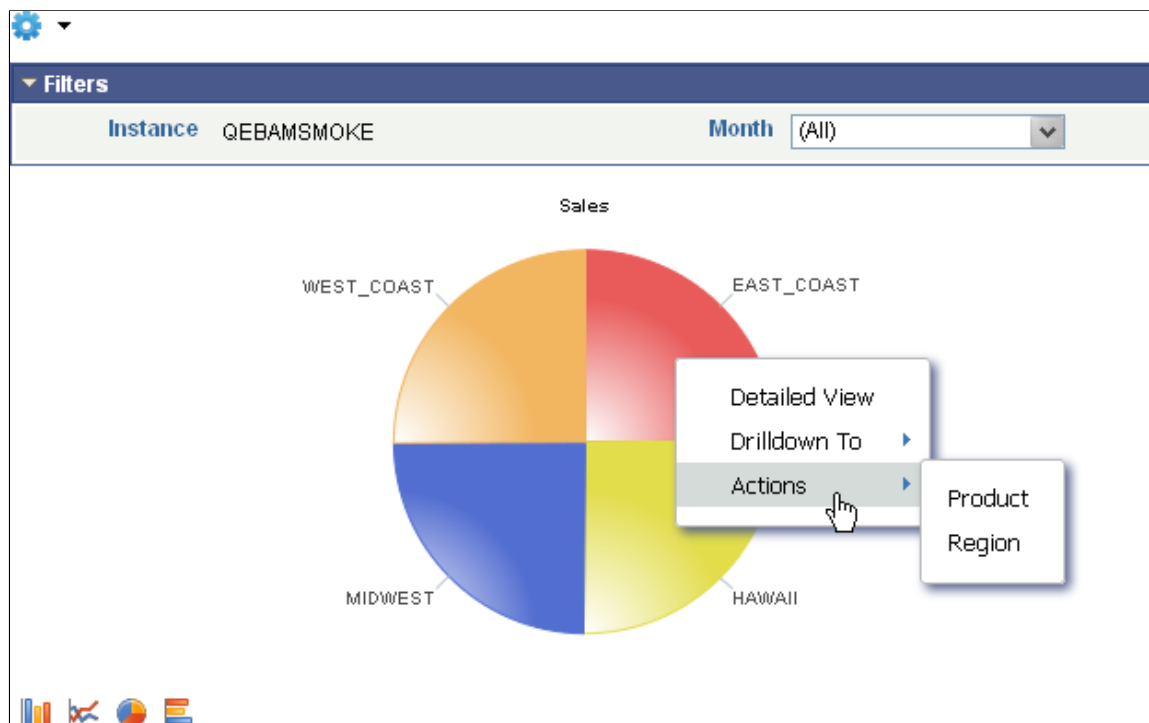 Filters
Instance QEBAMSMOKE Month (All)
Sales
WEST_COAST EAST_COAST
Detailed View
Drilldown To
Actions
Product
Region
MIDWEST HAWAII